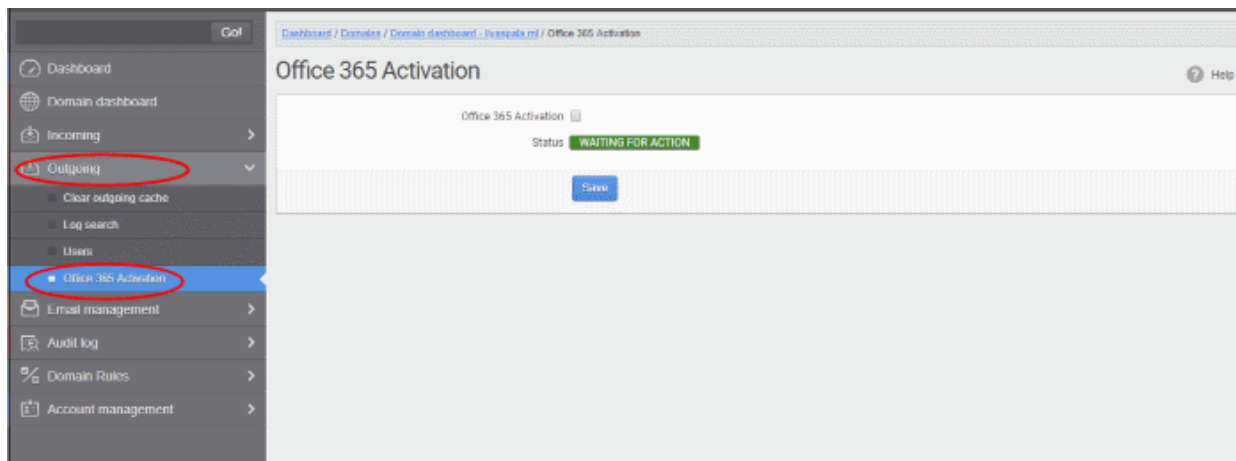 Go!
Dashboard / Domains / Domain dashboard - / Office 365 Activation
Dashboard
Office 365 Activation
Help
Domain dashboard
Office 365 Activation
Incoming
Status WAITING FOR ACTION
Outgoing
Save
Clear outgoing cache
Log search
Users
Office 365 Activation
Email management
Audit log
Domain Rules
Account management